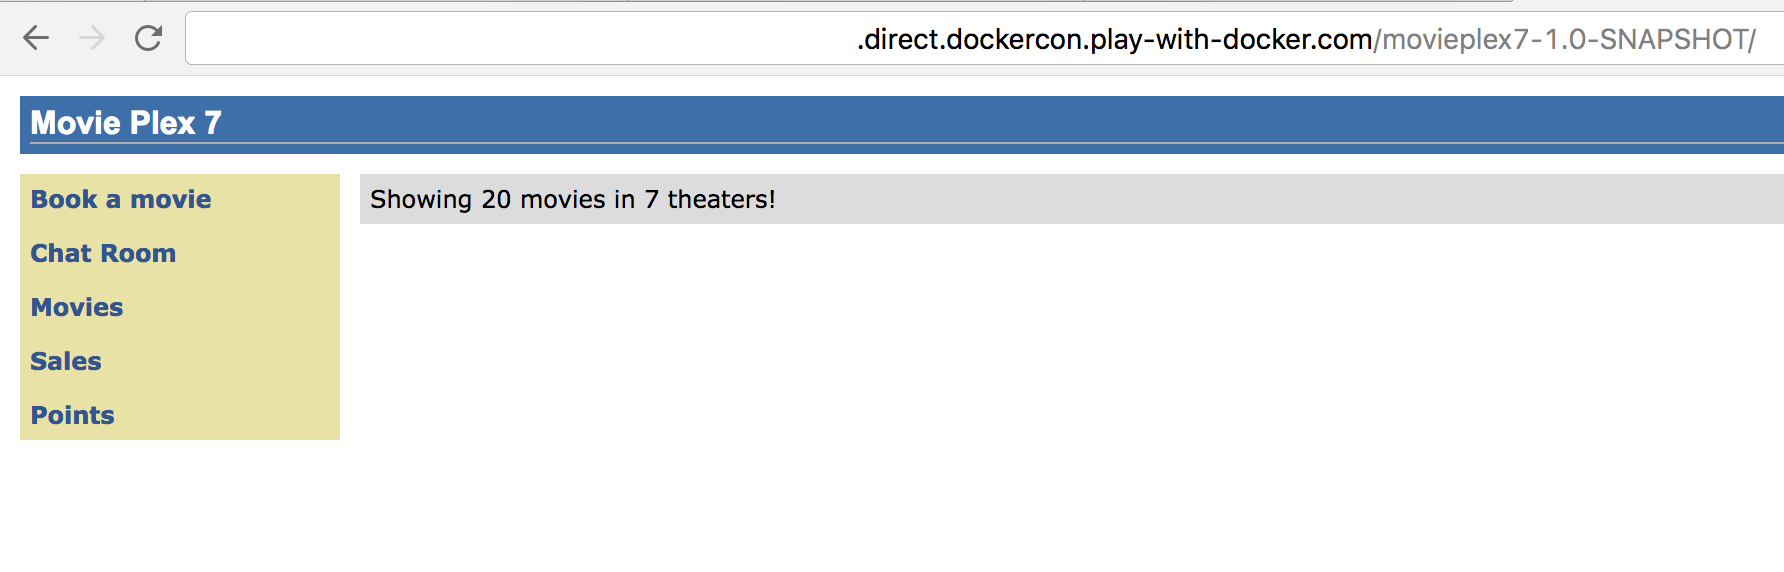 .direct.dockercon.play-with-docker.com/movieplex7-1.0-SNAPSHOT/
Movie Plex 7
Book a movie
Showing 20 movies in 7 theaters!
Chat Room
Movies
Sales
Points